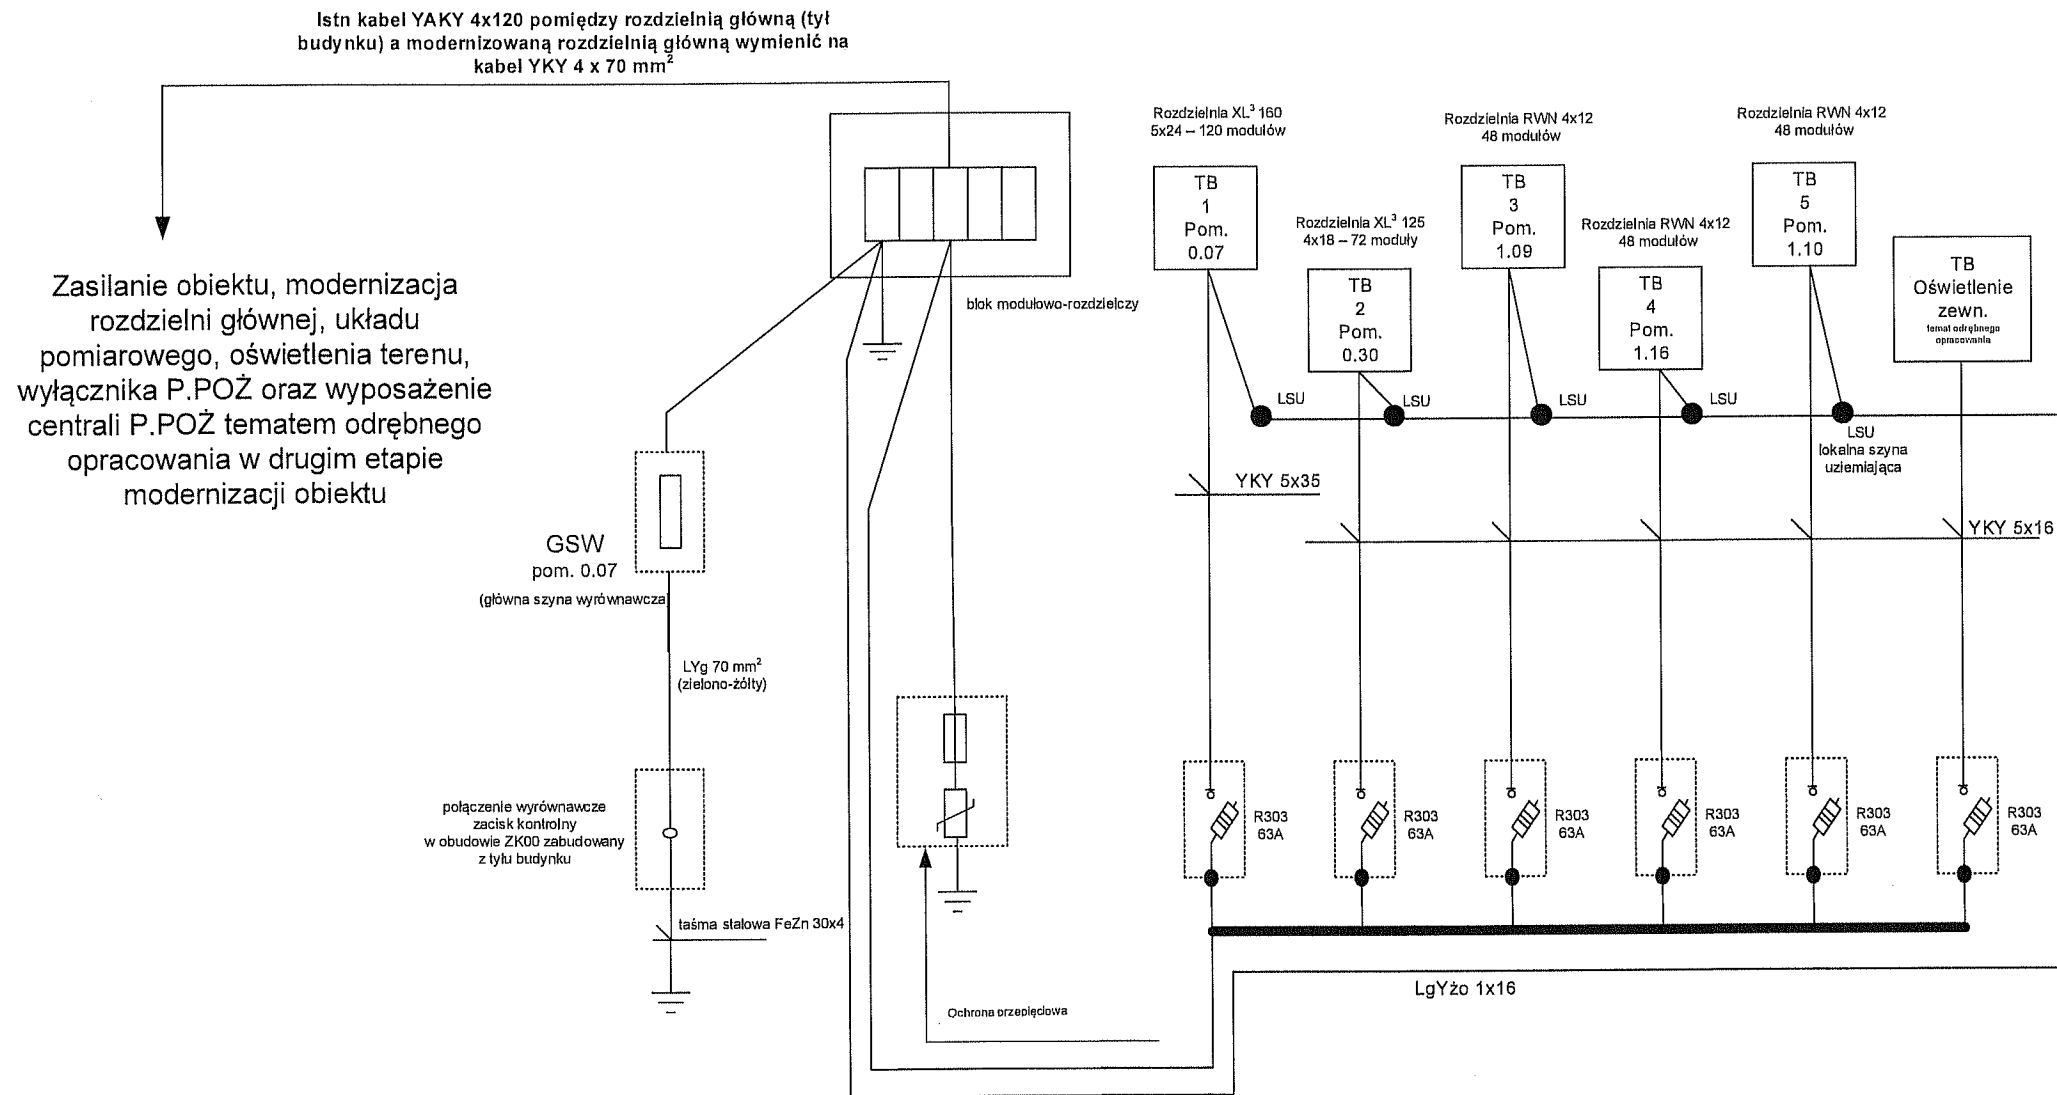 Istn kabel YAKY 4x120 pomiędzy rozdzielnią główną (tył
budynku) a modernizowaną rozdzielnią główną wymienić na
kabel YKY 4 x 70 mm²
Zasilanie obiektu, modernizacja
rozdzielni głównej, układu
pomiarowego, oświetlenia terenu,
wyłącznika P.POŻ oraz wyposażenie
centrali P.POŻ tematem odrębnego
opracowania w drugim etapie
modernizacji obiektu
blok modułowo-rozdzielczy
GSW
pom. 0.07
(główna szyna wyrównawcza)
LYg 70 mm²
(zielono-żółty)
połączenie wyrównawcze
zacisk kontrolny
w obudowie ZK00 zabudowany
z tyłu budynku
taśma stalowa FeZn 30x4
Ochrona przepięciowa
Rozdzielnia XL³ 160
5x24 – 120 modułów
TB
1
Pom.
0.07
Rozdzielnia XL³ 125
4x18 – 72 moduły
TB
2
Pom.
0.30
Rozdzielnia RWN 4x12
48 modułów
TB
3
Pom.
1.09
Rozdzielnia RWN 4x12
48 modułów
TB
4
Pom.
1.16
Rozdzielnia RWN 4x12
48 modułów
TB
5
Pom.
1.10
TB
Oświetlenie
zewn.
temat odrębnego
opracowania
LSU
LSU
LSU
LSU
LSU
lokalna szyna
uziemiająca
YKY 5x35
YKY 5x16
R303
63A
R303
63A
R303
63A
R303
63A
R303
63A
R303
63A
LgYżo 1x16